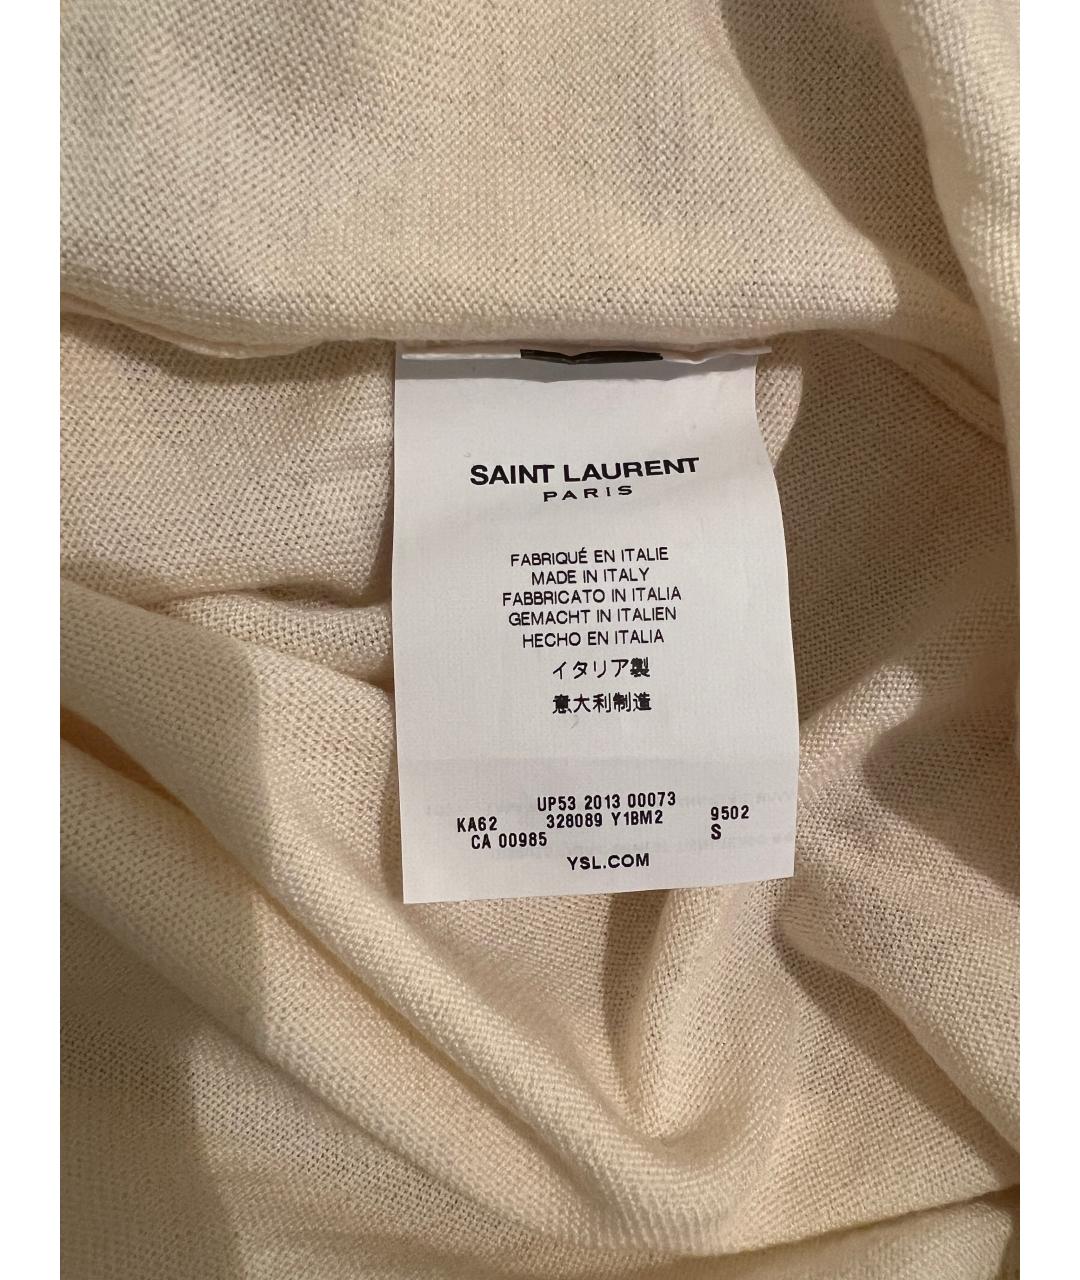 SAINT LAURENT
PARIS
FABRIQUÉ EN ITALIE
MADE IN ITALY
FABBRICATO IN ITALIA
GEMACHT IN ITALIEN
HECHO EN ITALIA
イタリア製
意大利制造
UP53 2013 00073
KA62 328089 Y1BM2 9502
CA 00985 S
YSL.COM